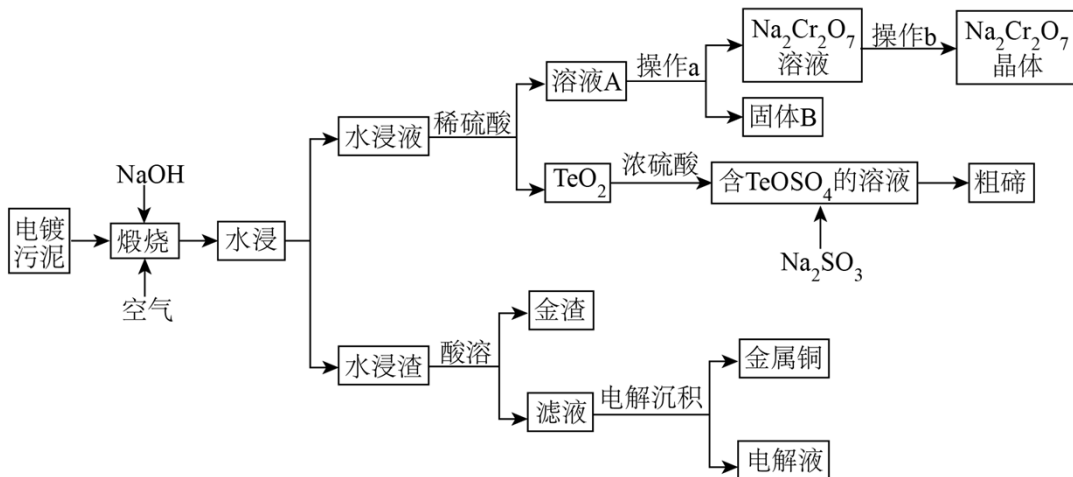 Na₂Cr₂O₇
溶液
操作b
Na₂Cr₂O₇
晶体
溶液A
操作a
固体B
水浸液
稀硫酸
TeO₂
浓硫酸
含TeOSO₄的溶液
粗碲
Na₂SO₃
NaOH
电镀
污泥
煅烧
水浸
空气
金渣
水浸渣
酸溶
滤液
电解沉积
金属铜
电解液